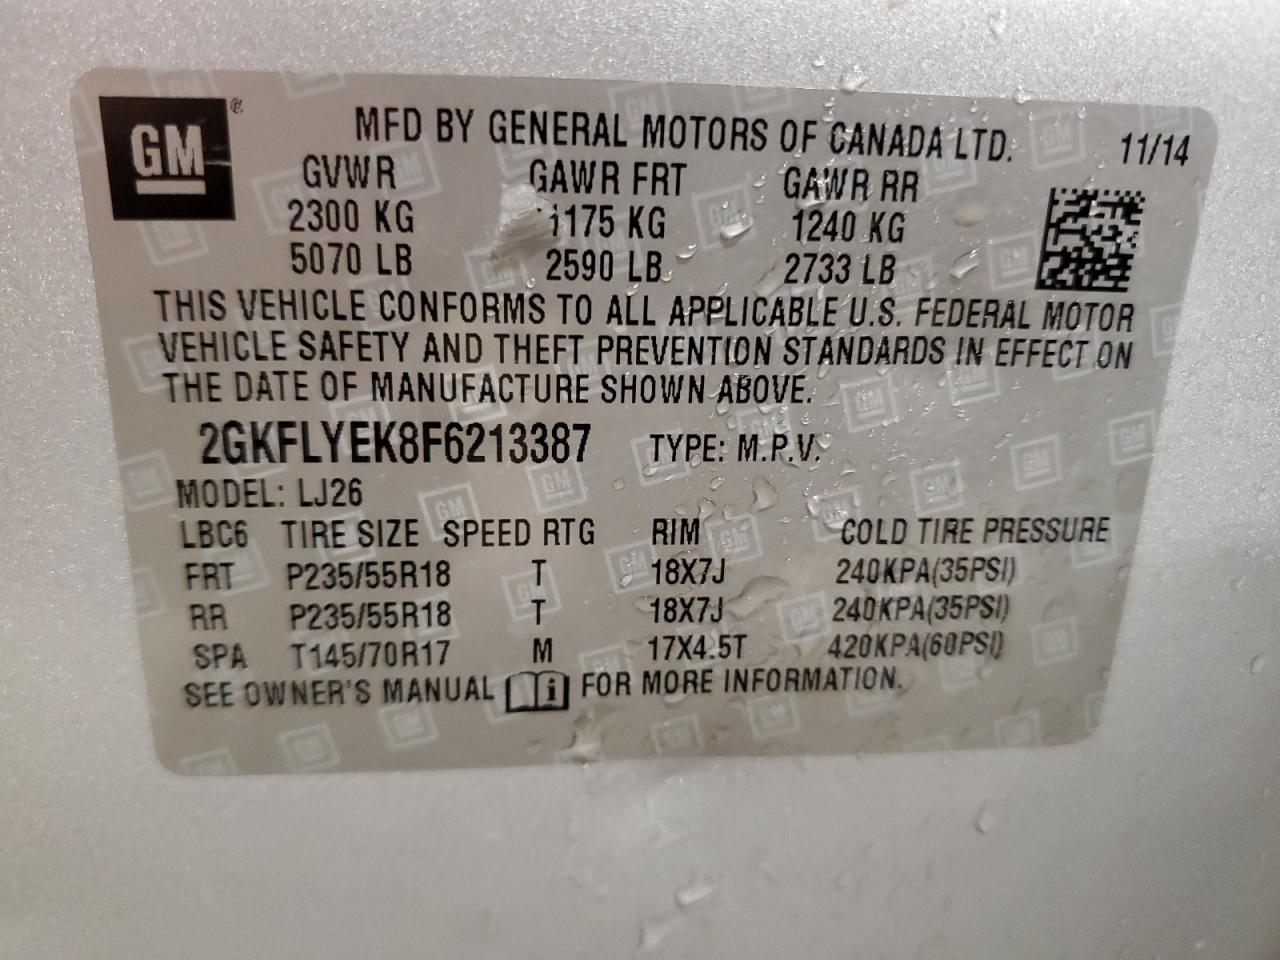 GM ®
MFD BY GENERAL MOTORS OF CANADA LTD. 11/14
GVWR GAWR FRT GAWR RR
2300 KG 1175 KG 1240 KG
5070 LB 2590 LB 2733 LB
THIS VEHICLE CONFORMS TO ALL APPLICABLE U.S. FEDERAL MOTOR
VEHICLE SAFETY AND THEFT PREVENTION STANDARDS IN EFFECT ON
THE DATE OF MANUFACTURE SHOWN ABOVE.
2GKFLYEK8F6213387 TYPE: M.P.V.
MODEL: LJ26
LBC6 TIRE SIZE SPEED RTG RIM COLD TIRE PRESSURE
FRT P235/55R18 T 18X7J 240KPA(35PSI)
RR P235/55R18 T 18X7J 240KPA(35PSI)
SPA T145/70R17 M 17X4.5T 420KPA(60PSI)
SEE OWNER'S MANUAL i FOR MORE INFORMATION.